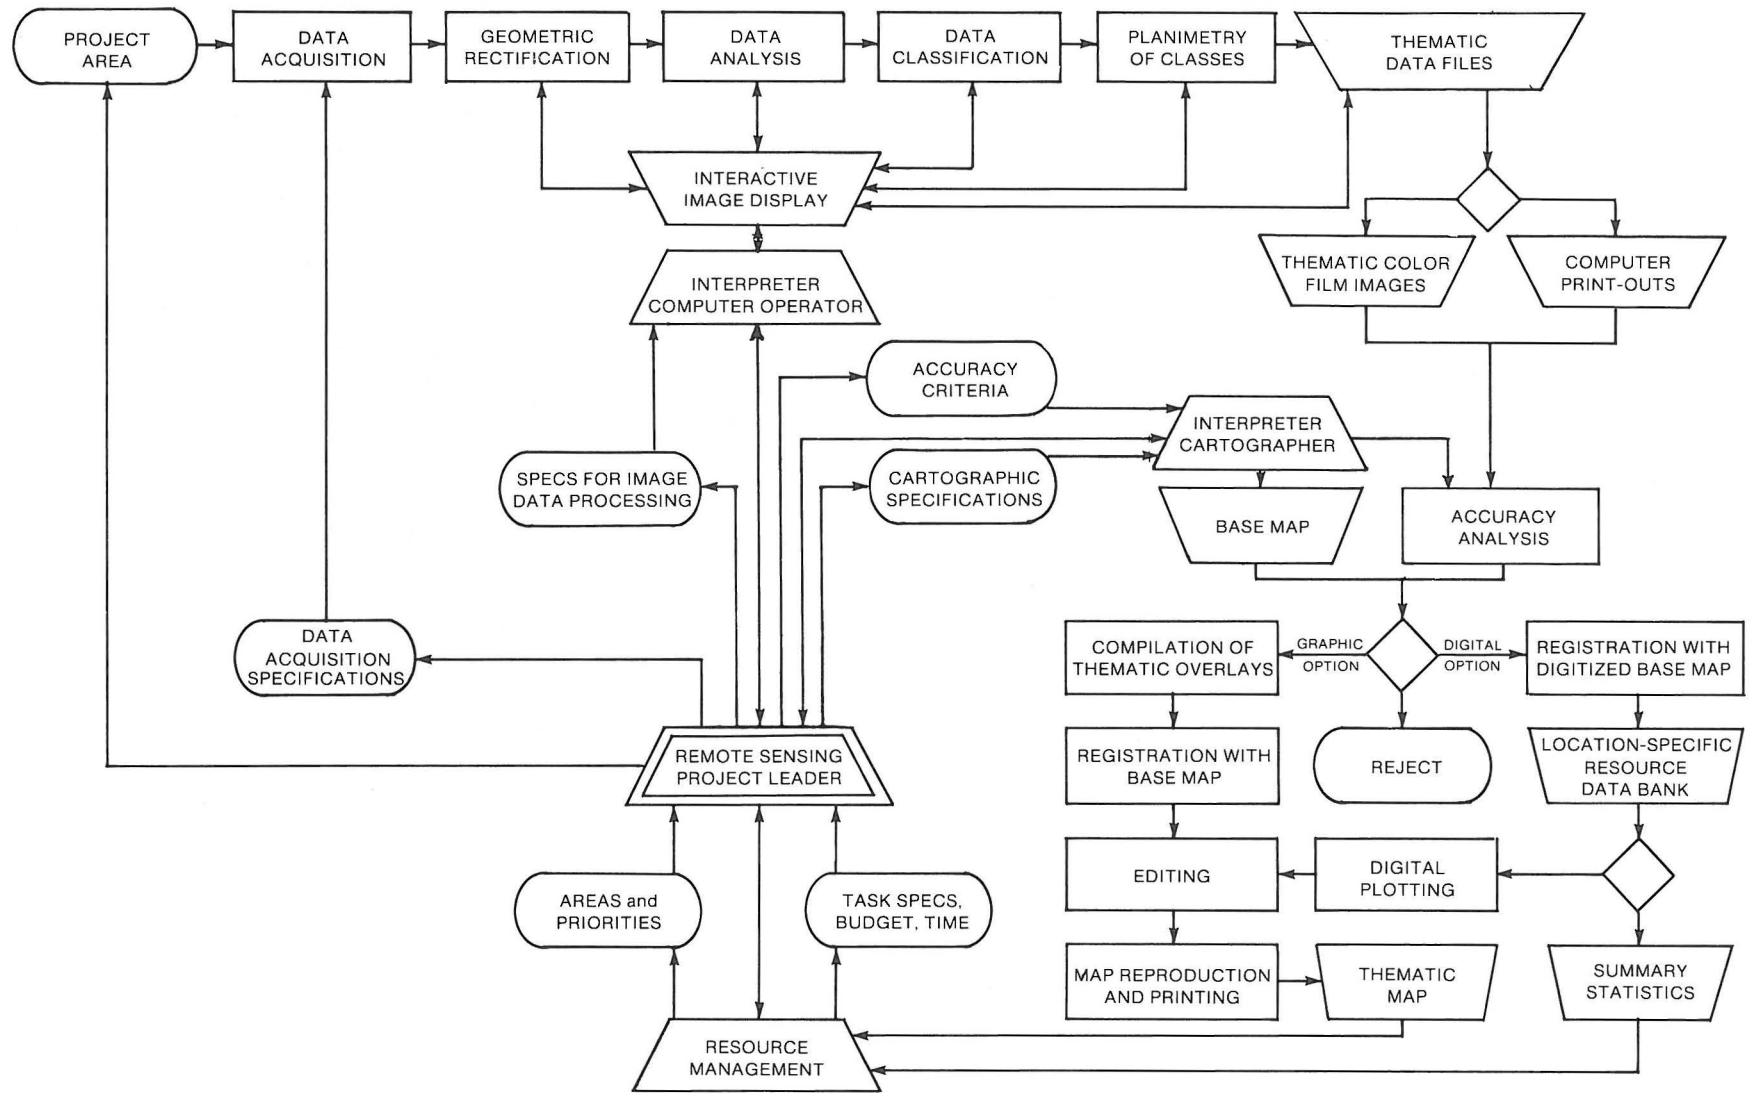 PROJECT
AREA
DATA
ACQUISITION
GEOMETRIC
RECTIFICATION
DATA
ANALYSIS
DATA
CLASSIFICATION
PLANIMETRY
OF CLASSES
THEMATIC
DATA FILES
INTERACTIVE
IMAGE DISPLAY
INTERPRETER
COMPUTER OPERATOR
THEMATIC COLOR
FILM IMAGES
COMPUTER
PRINT-OUTS
ACCURACY
CRITERIA
INTERPRETER
CARTOGRAPHER
SPECS FOR IMAGE
DATA PROCESSING
CARTOGRAPHIC
SPECIFICATIONS
BASE MAP
ACCURACY
ANALYSIS
DATA
ACQUISITION
SPECIFICATIONS
COMPILATION OF
THEMATIC OVERLAYS
GRAPHIC
OPTION
DIGITAL
OPTION
REGISTRATION WITH
DIGITIZED BASE MAP
REMOTE SENSING
PROJECT LEADER
REGISTRATION WITH
BASE MAP
REJECT
LOCATION-SPECIFIC
RESOURCE
DATA BANK
AREAS and
PRIORITIES
TASK SPECS,
BUDGET, TIME
EDITING
DIGITAL
PLOTTING
MAP REPRODUCTION
AND PRINTING
THEMATIC
MAP
SUMMARY
STATISTICS
RESOURCE
MANAGEMENT